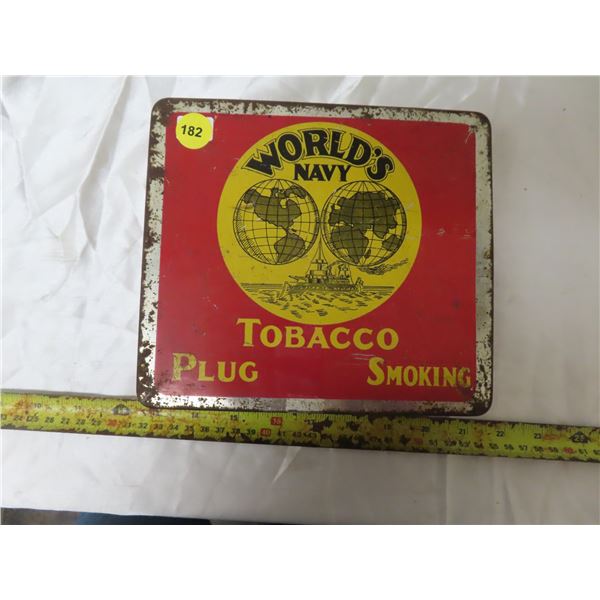 182
WORLD'S
NAVY
TOBACCO
PLUG SMOKING